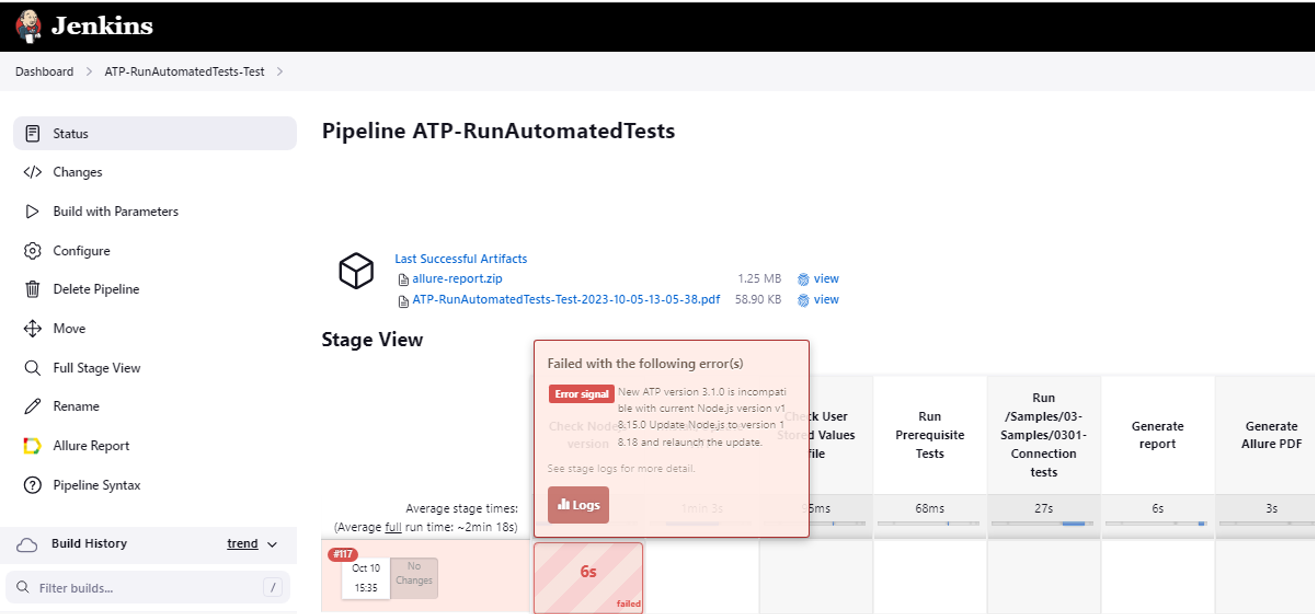 Jenkins
Dashboard > ATP-RunAutomatedTests-Test >
Status
Changes
Build with Parameters
Configure
Delete Pipeline
Move
Full Stage View
Rename
Allure Report
Pipeline Syntax
Build History
trend
Filter builds...
/
Pipeline ATP-RunAutomatedTests
Last Successful Artifacts
allure-report.zip 1.25 MB view
ATP-RunAutomatedTests-Test-2023-10-05-13-05-38.pdf 58.90 KB view
Stage View
Failed with the following error(s)
Error signal New ATP version 3.1.0 is incompati
ble with current Node.js version v1
8,15.0 Update Node.js to version 1
8.18 and relaunch the update.
See stage logs for more detail.
Logs
Check Node
version
Check User
Stored Values
file
Run
Prerequisite
Tests
Run
/Samples/03-
Samples/0301-
Connection
tests
Generate
report
Generate
Allure PDF
Average stage times:
(Average full run time: ~2min 18s)
1min 3s
68ms
27s
6s
3s
#117
Oct 10
15:35
No
Changes
6s
failed